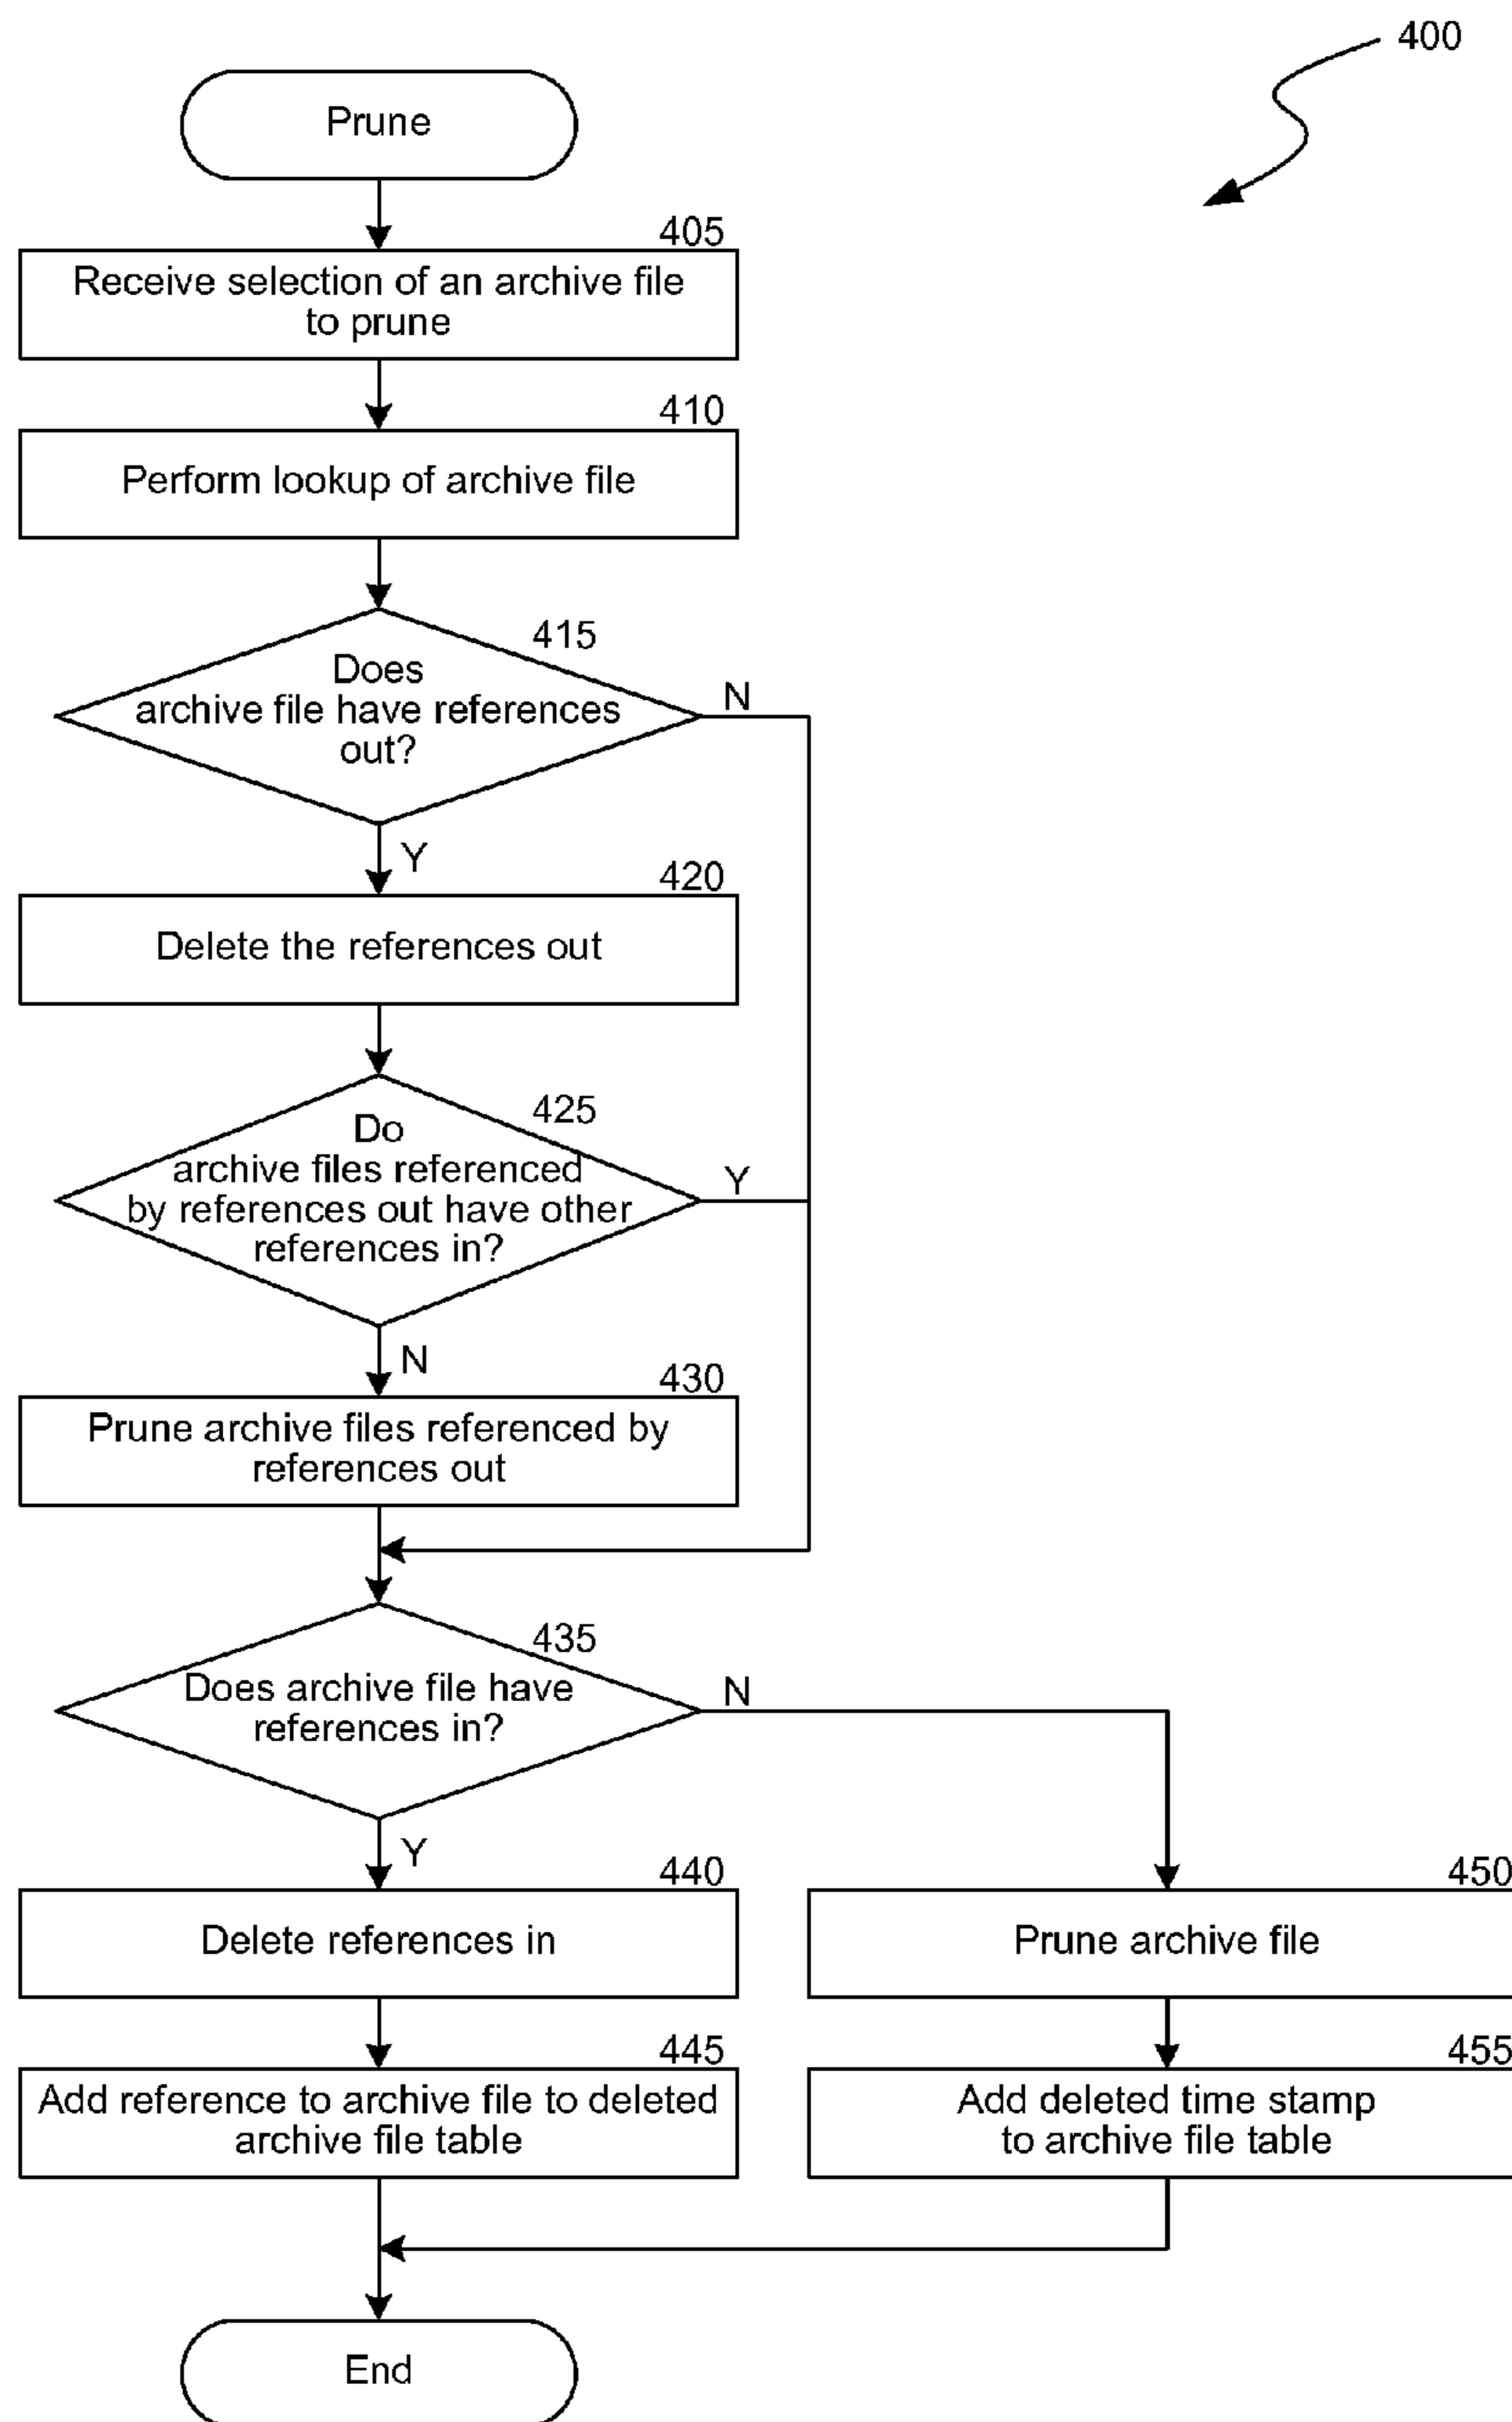 400
Prune
405
Receive selection of an archive file
to prune
410
Perform lookup of archive file
415
Does
archive file have references
out?
N
Y
420
Delete the references out
425
Do
archive files referenced
by references out have other
references in?
Y
N
430
Prune archive files referenced by
references out
435
Does archive file have
references in?
N
Y
440
Delete references in
450
Prune archive file
445
Add reference to archive file to deleted
archive file table
455
Add deleted time stamp
to archive file table
End